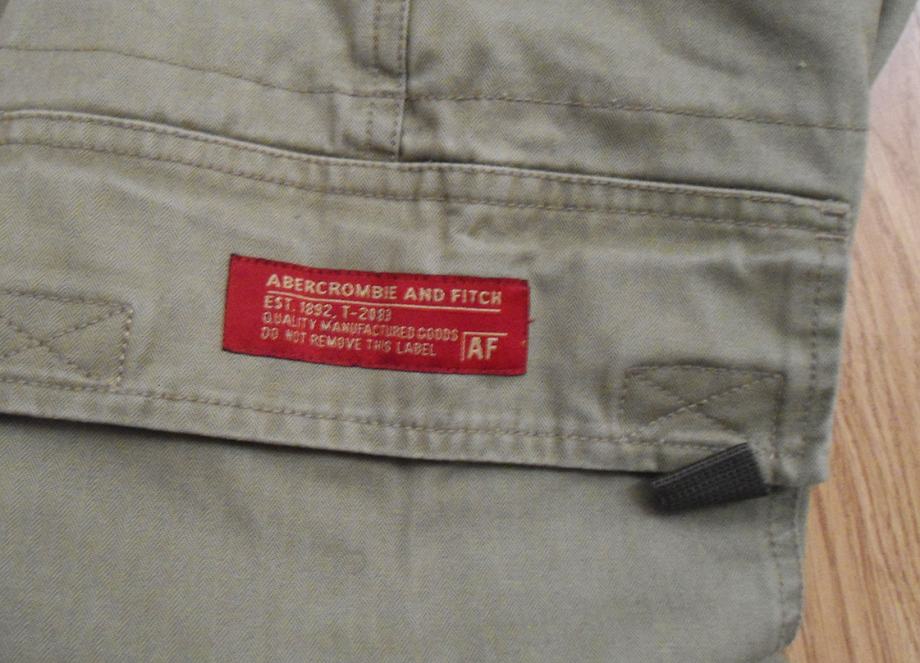 ABERCROMBIE AND FITCH
EST. 1892, T-2083
QUALITY MANUFACTURED GOODS
DO NOT REMOVE THIS LABEL
AF